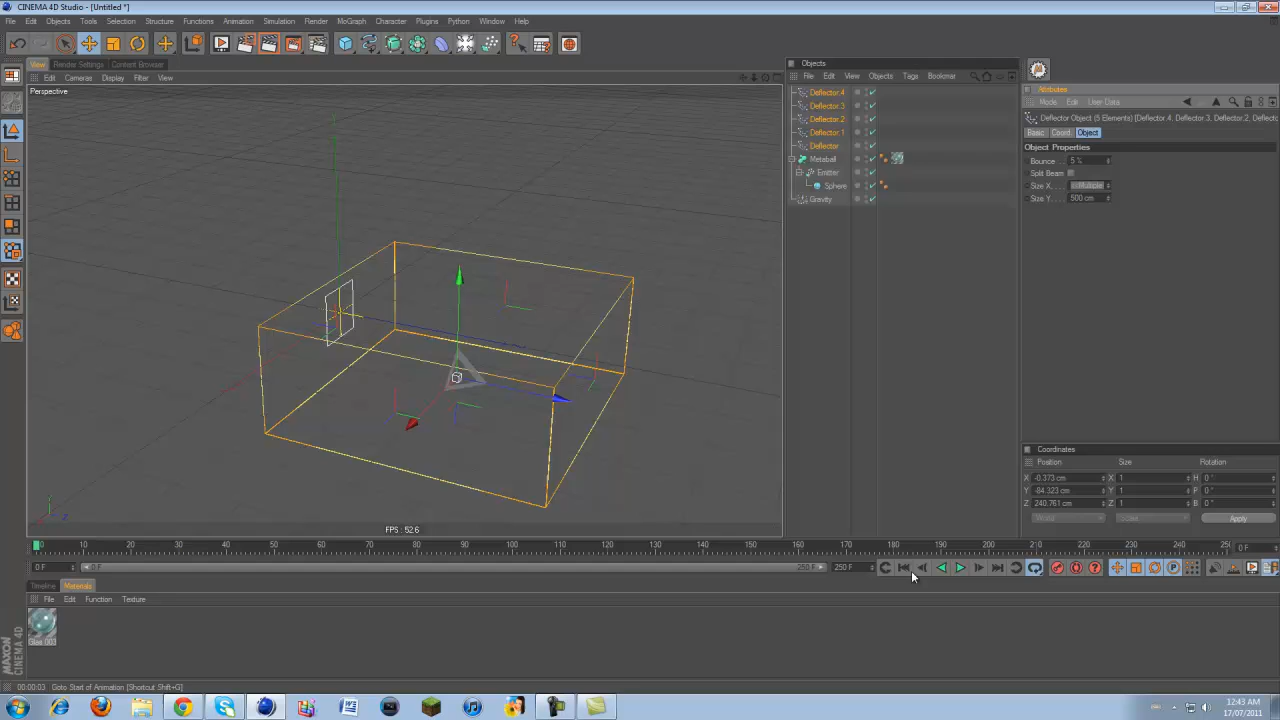 CINEMA 4D Studio - [Untitled *]
File Edit Objects Tools Selection Structure Functions Animation Simulation Render MoGraph Character Plugins Python Window Help
View Render Settings Content Browser
Edit Cameras Display Filter View
Perspective
FPS : 52.6
Objects
File Edit View Objects Tags Bookmar
Deflector.4
Deflector.3
Deflector.2
Deflector.1
Deflector
Metaball
Emitter
Sphere
Gravity
Attributes
Mode Edit User Data
Deflector Object (5 Elements) [Deflector.4, Deflector.3, Deflector.2, Deflecto
Basic Coord. Object
Object Properties
Bounce . . 5 %
Split Beam
Size X. . . . <<Multiple
Size Y. . . . 500 cm
Coordinates
Position Size Rotation
X -0.373 cm X 1 H 0 °
Y -84.323 cm Y 1 P 0 °
Z 240.761 cm Z 1 B 0 °
World Scale Apply
0 10 20 30 40 50 60 70 80 90 100 110 120 130 140 150 160 170 180 190 200 210 220 230 240 25(
0 F
0 F 0 F 250 F 250 F
Timeline Materials
File Edit Function Texture
Glas 003
MAXON
CINEMA 4D
00:00:03 Goto Start of Animation [Shortcut Shift+G]
12:43 AM
17/07/2011